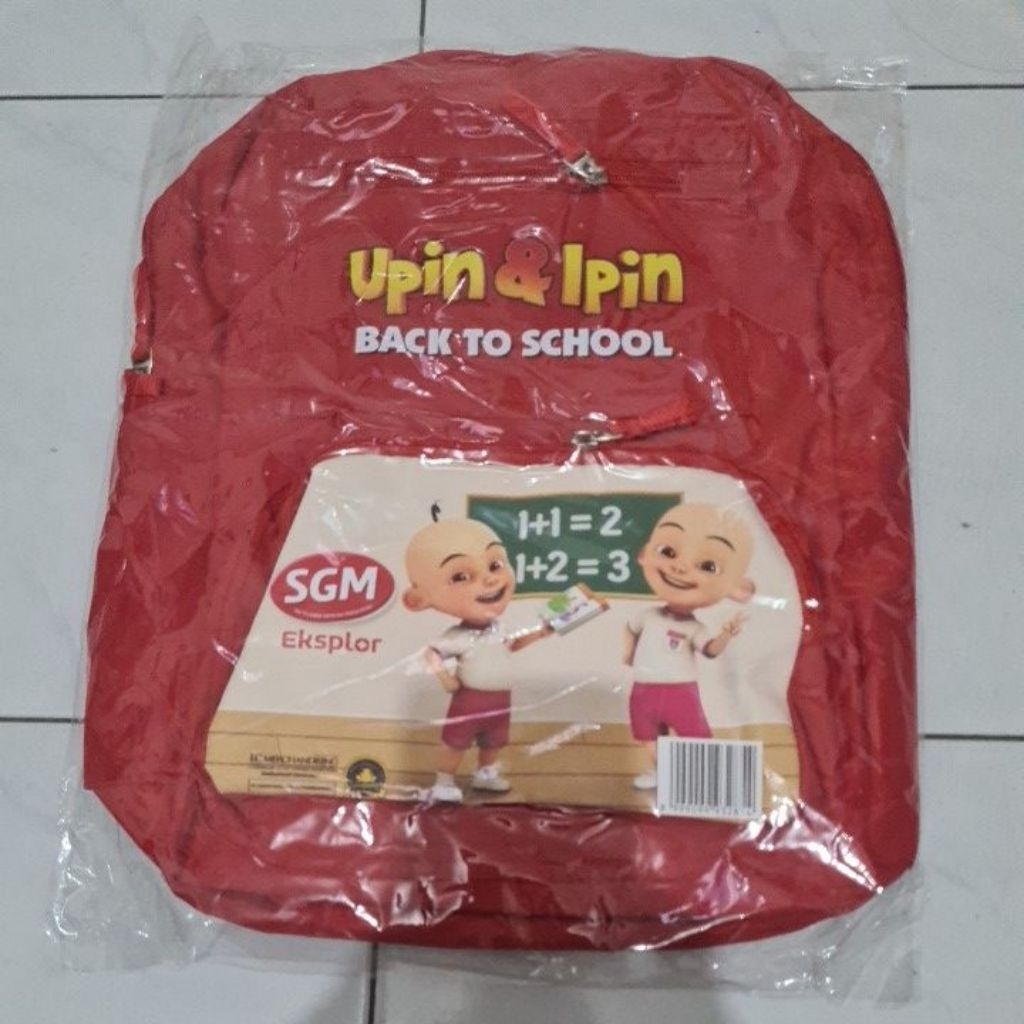 Upin & Ipin
BACK TO SCHOOL
1+1=2
1+2=3
SGM
Eksplor